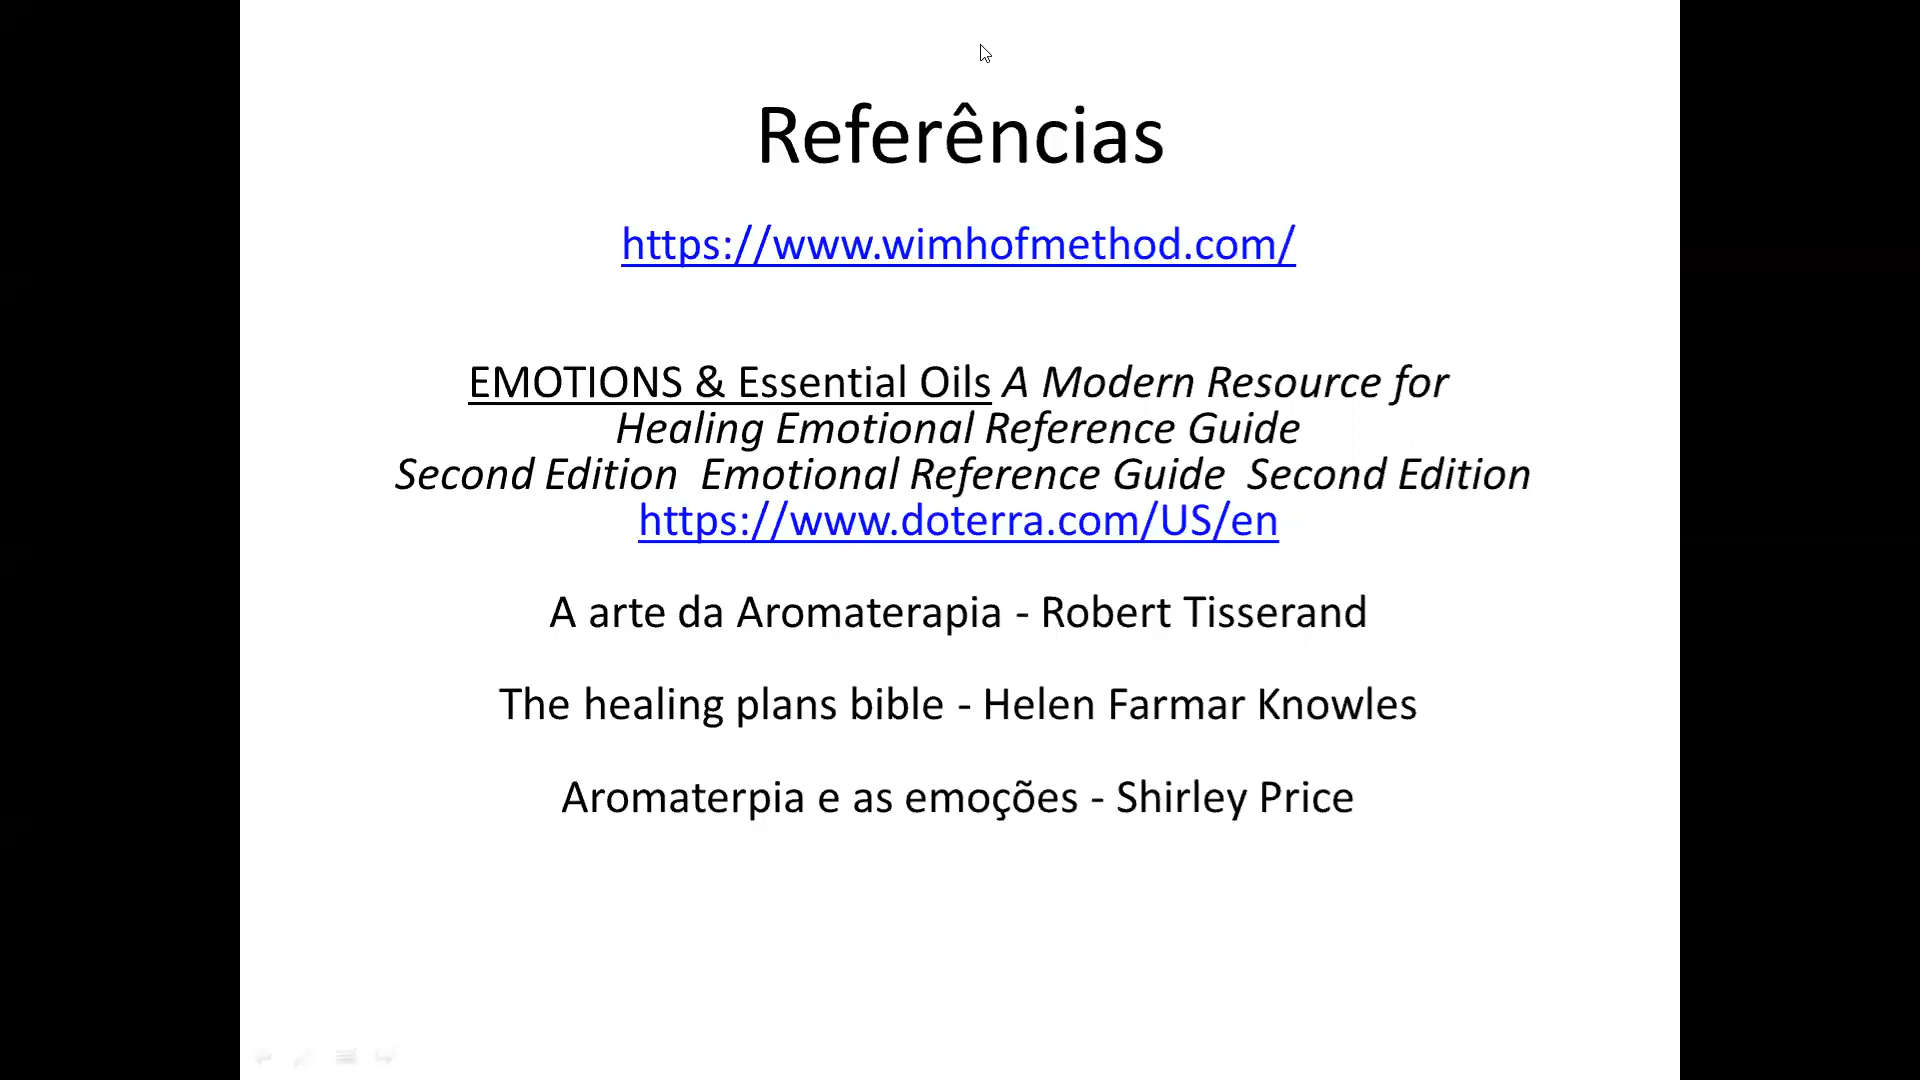 Referências
https://www.wimhofmethod.com/
EMOTIONS & Essential Oils A Modern Resource for
Healing Emotional Reference Guide
Second Edition  Emotional Reference Guide  Second Edition
https://www.doterra.com/US/en
A arte da Aromaterapia - Robert Tisserand
The healing plans bible - Helen Farmar Knowles
Aromaterpia e as emoções - Shirley Price